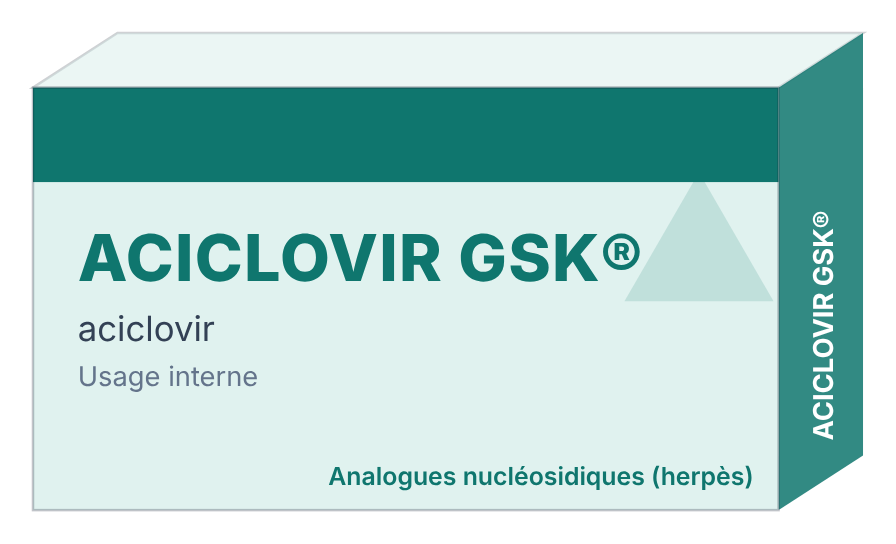 ACICLOVIR GSK®
aciclovir
Usage interne
Analogues nucléosidiques (herpès)
ACICLOVIR GSK®